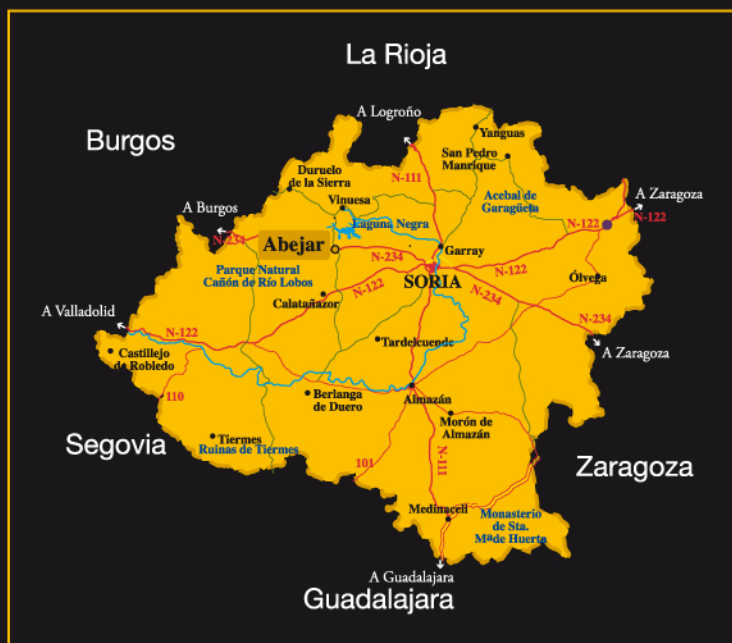 La Rioja
A Logroño
Burgos
Yanguas
San Pedro
Manrique
N-111
Duruelo
de la Sierra
Vinuesa
Acebal de
Garagüeta
A Zaragoza
N-122
N-122
A Burgos
N-234
Laguna Negra
Abejar
Garray
N-234
N-122
Parque Natural
Cañón de Río Lobos
SORIA
Ólvega
N-122
N-234
Calatañazor
A Valladolid
N-122
N-234
A Zaragoza
Tardelcuende
Castillejo
de Robledo
110
Berlanga
de Duero
Almazán
Morón de
Almazán
Segovia
Tiermes
Ruinas de Tiermes
101
N-111
Zaragoza
Medinaceli
Monasterio
de Sta.
Mªde Huerta
A Guadalajara
Guadalajara